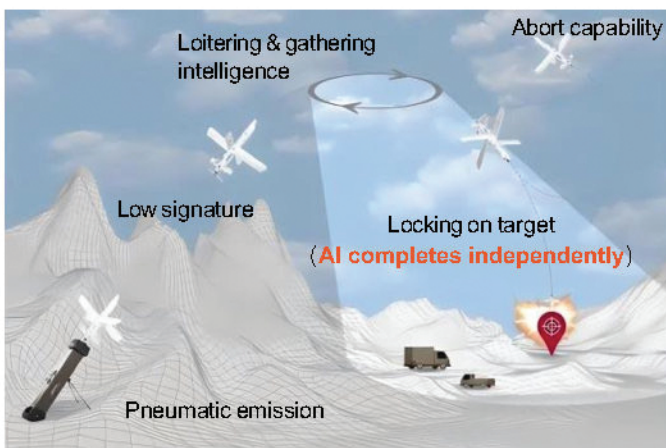 Abort capability
Loitering & gathering
intelligence
Low signature
Locking on target
(AI completes independently)
Pneumatic emission